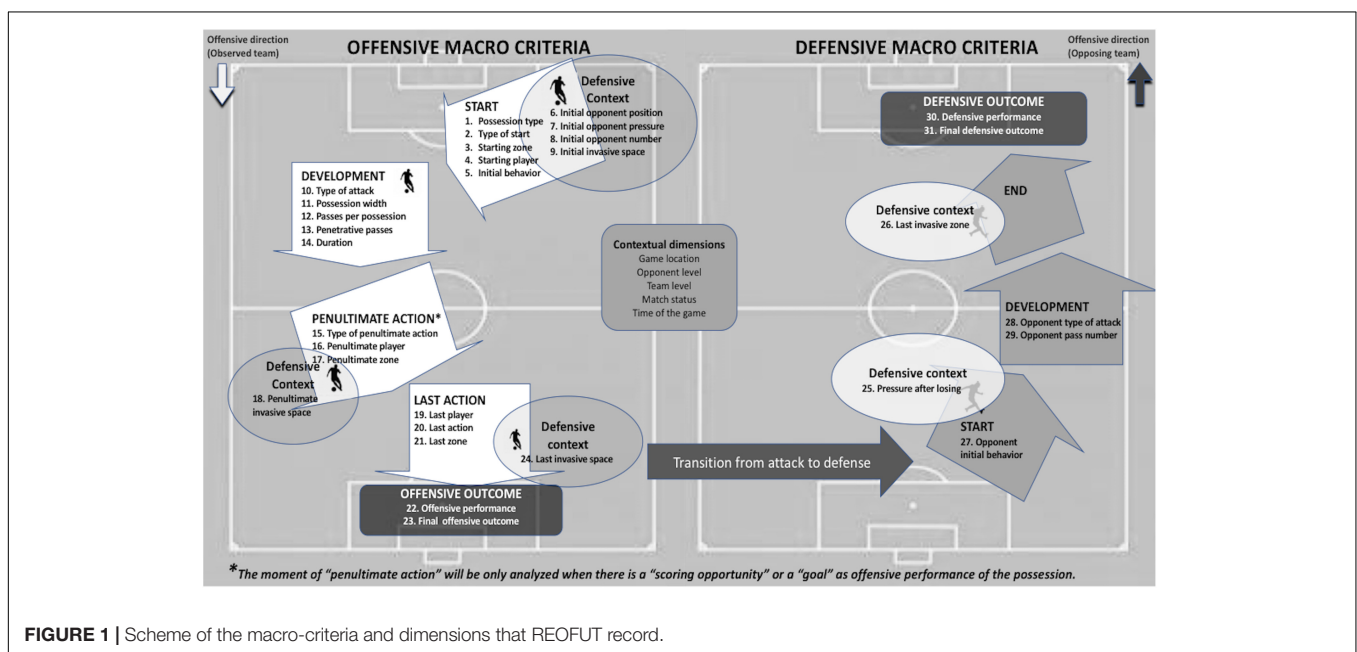 Offensive direction
(Observed team)
OFFENSIVE MACRO CRITERIA
DEFENSIVE MACRO CRITERIA
Offensive direction
(Opposing team)
START
1. Possession type
2. Type of start
3. Starting zone
4. Starting player
5. Initial behavior
Defensive
Context
6. Initial opponent position
7. Initial opponent pressure
8. Initial opponent number
9. Initial invasive space
DEVELOPMENT
10. Type of attack
11. Possession width
12. Passes per possession
13. Penetrative passes
14. Duration
PENULTIMATE ACTION*
15. Type of penultimate action
16. Penultimate player
17. Penultimate zone
Defensive
Context
18. Penultimate
invasive space
LAST ACTION
19. Last player
20. Last action
21. Last zone
Defensive
context
24. Last invasive space
OFFENSIVE OUTCOME
22. Offensive performance
23. Final offensive outcome
Contextual dimensions
Game location
Opponent level
Team level
Match status
Time of the game
Transition from attack to defense
DEFENSIVE OUTCOME
30. Defensive performance
31. Final defensive outcome
END
Defensive context
26. Last invasive zone
DEVELOPMENT
28. Opponent type of attack
29. Opponent pass number
Defensive context
25. Pressure after losing
START
27. Opponent
initial behavior
*The moment of "penultimate action" will be only analyzed when there is a "scoring opportunity" or a "goal" as offensive performance of the possession.
FIGURE 1 | Scheme of the macro-criteria and dimensions that REOFUT record.